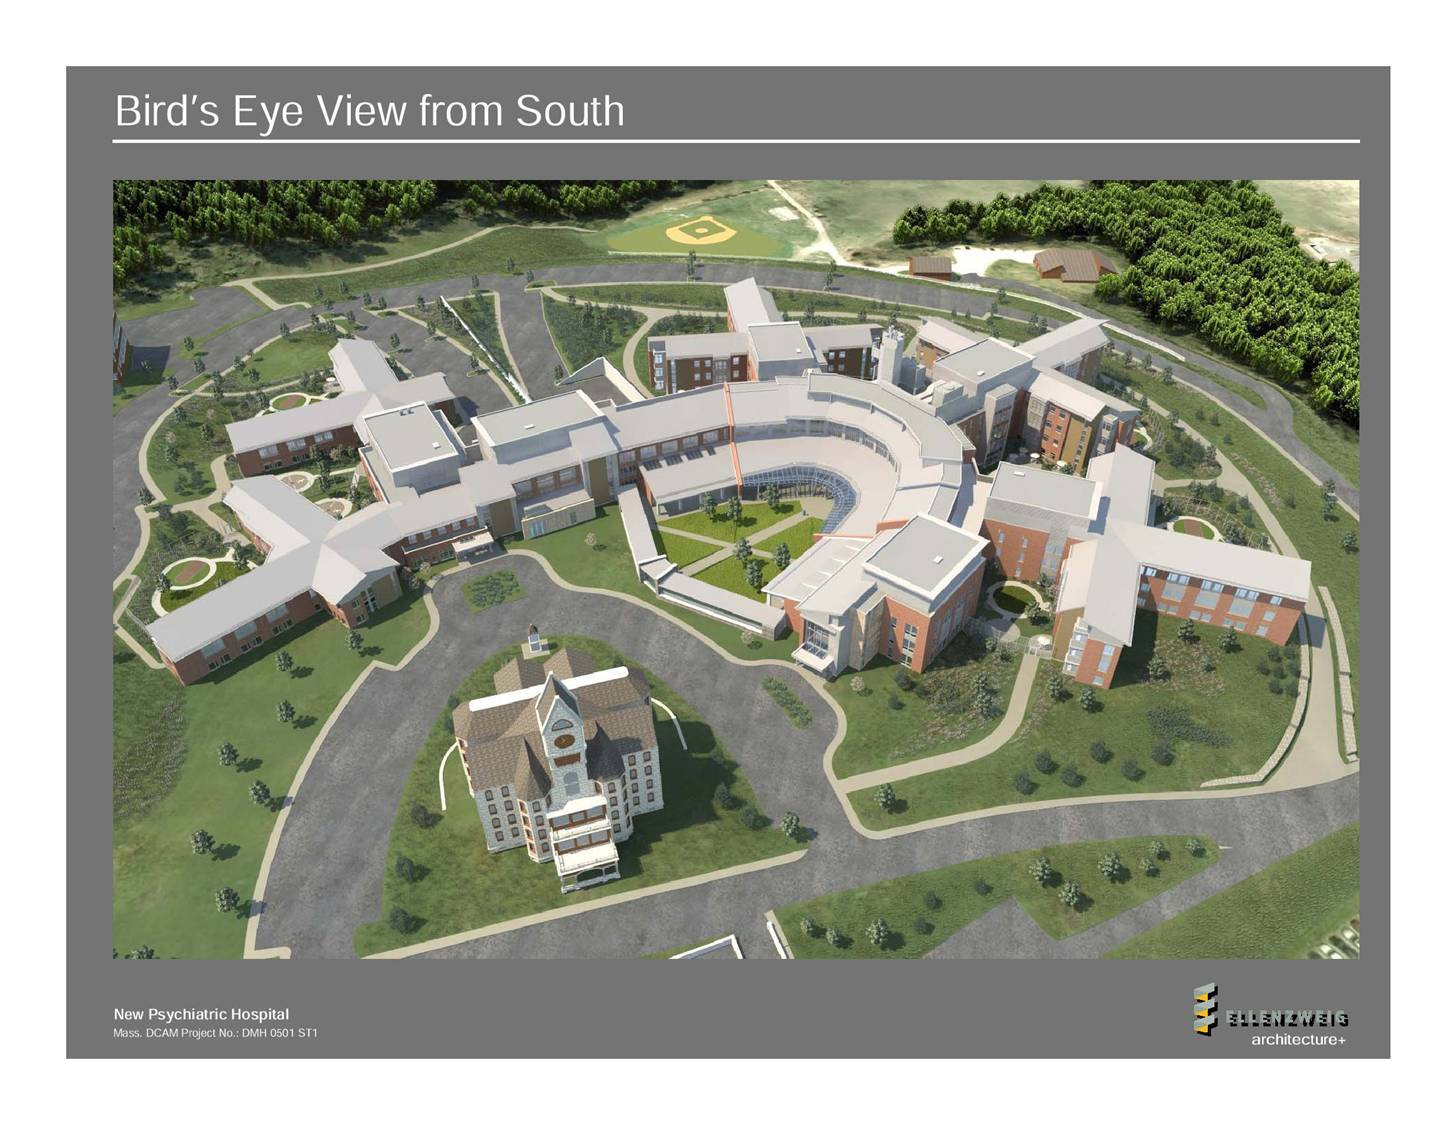 Bird's Eye View from South
New Psychiatric Hospital
Mass. DCAM Project No.: DMH 0501 ST1
ELLENZWEIG
architecture+